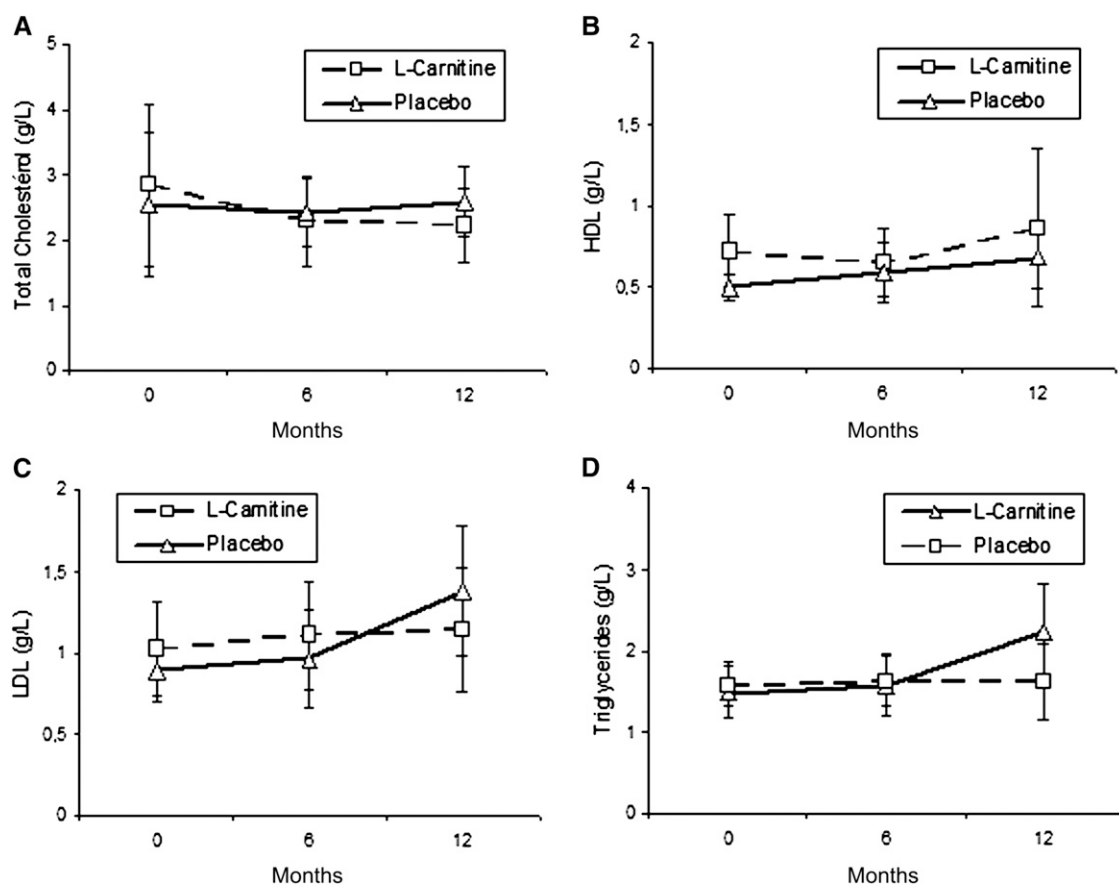 A
Total Cholestérol (g/L)
5
4
3
2
1
0
L-Carnitine
Placebo
0 6 12
Months
B
HDL (g/L)
2
1,5
1
0,5
0
L-Carnitine
Placebo
0 6 12
Months
C
LDL (g/L)
2
1,5
1
0,5
0
L-Carnitine
Placebo
0 6 12
Months
D
Triglycerides (g/L)
4
3
2
1
0
L-Carnitine
Placebo
0 6 12
Months